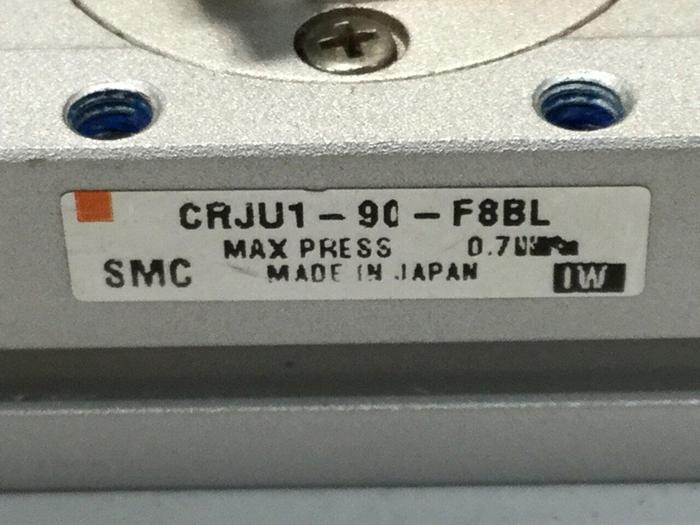 CRJU1-90-F8BL
MAX PRESS 0.7MPa
SMC MADE IN JAPAN IW